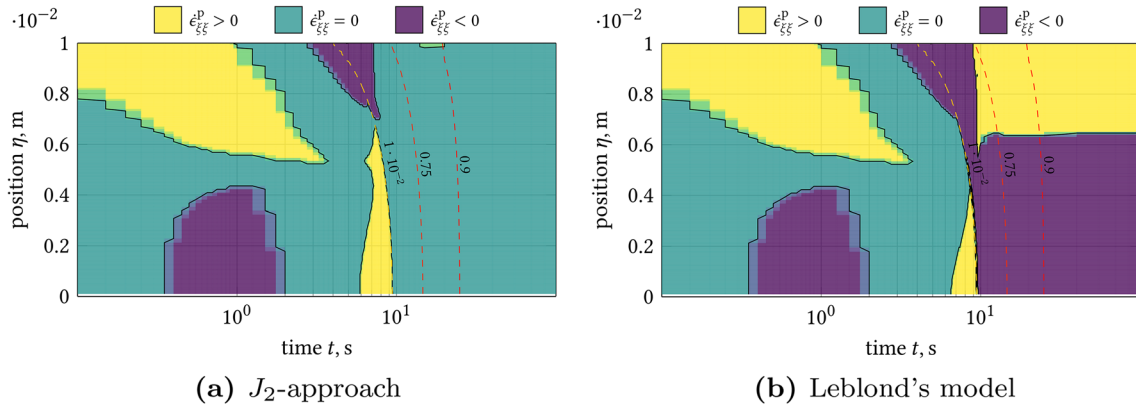 ·10⁻² ε̇ᵖ_ξξ > 0 ε̇ᵖ_ξξ = 0 ε̇ᵖ_ξξ < 0
1
0.8
0.6
0.4
0.2
0
position η, m
1 · 10⁻²
0.75
0.9
10⁰ 10¹
time t, s
(a) J₂-approach
·10⁻² ε̇ᵖ_ξξ > 0 ε̇ᵖ_ξξ = 0 ε̇ᵖ_ξξ < 0
1
0.8
0.6
0.4
0.2
0
position η, m
1 · 10⁻²
0.75
0.9
10⁰ 10¹
time t, s
(b) Leblond's model